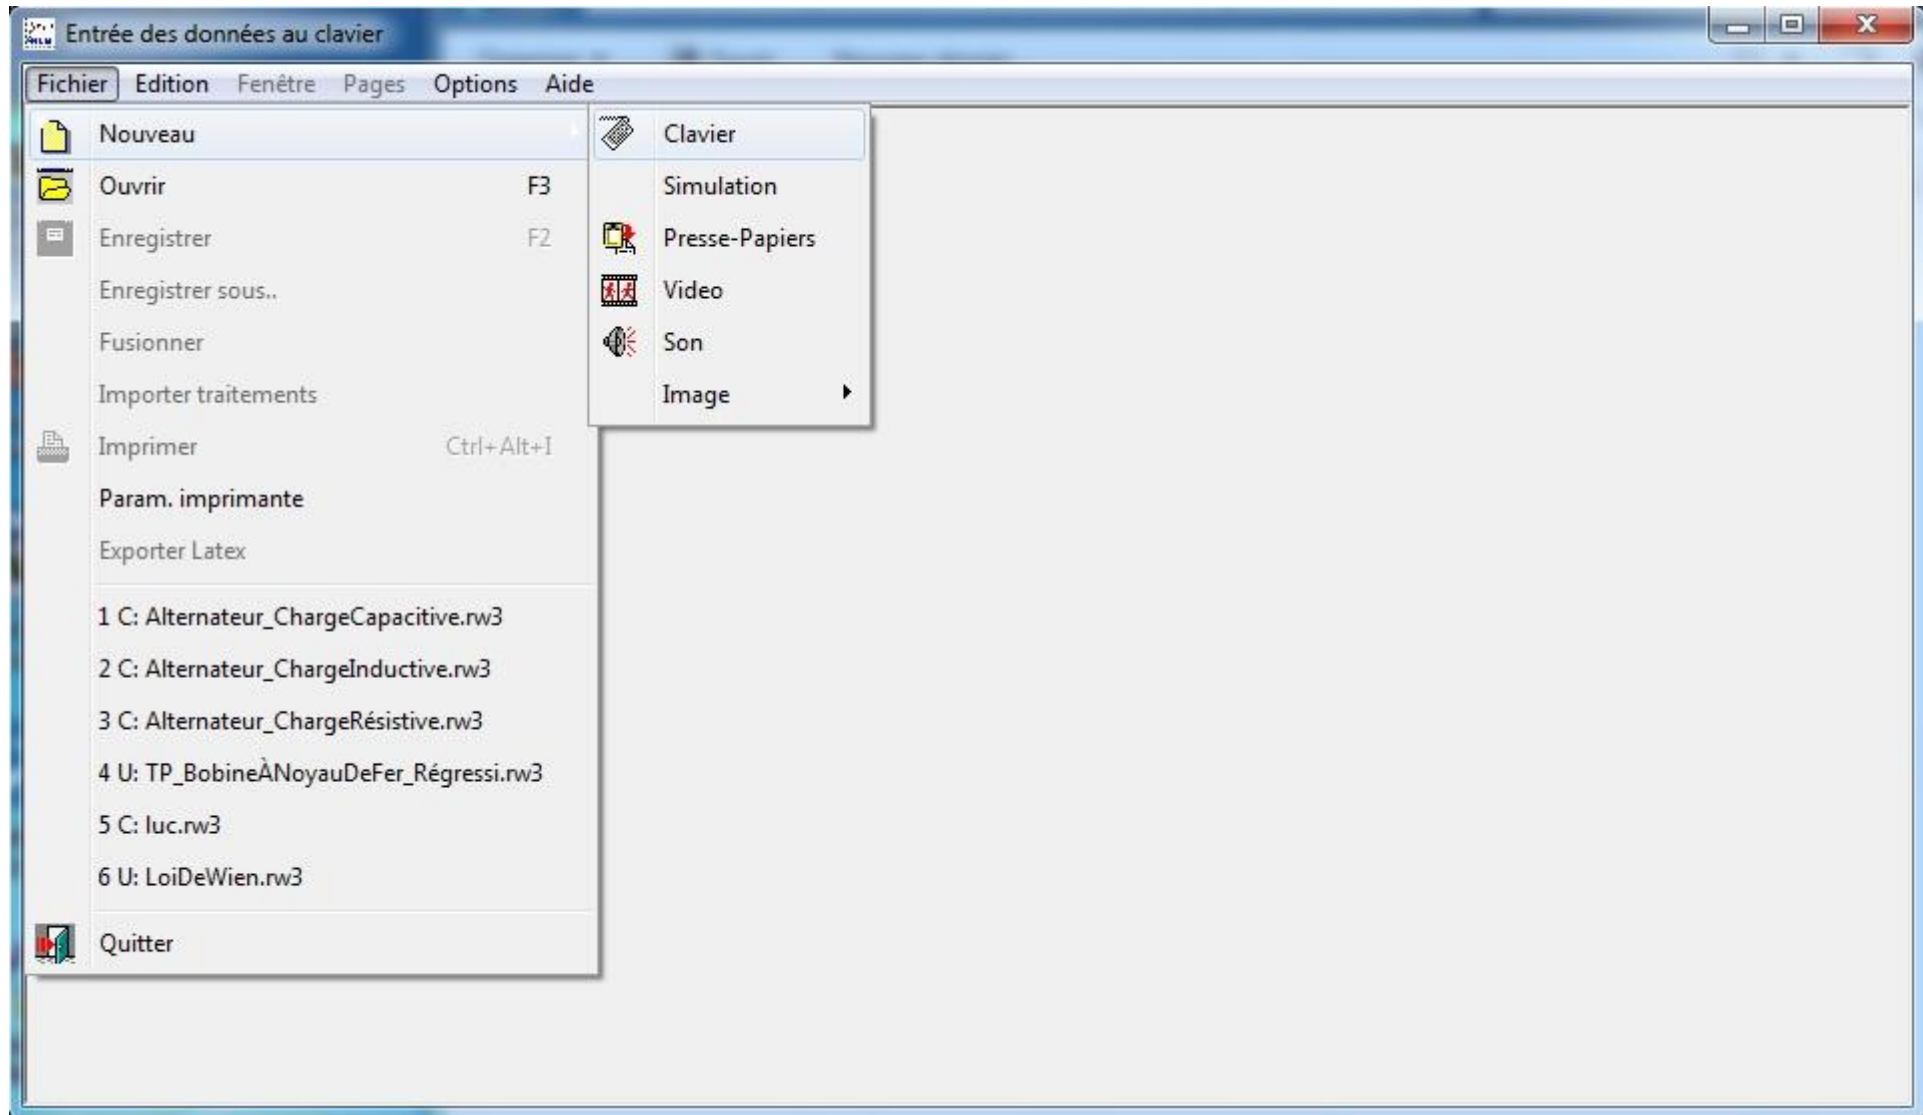 Entrée des données au clavier
Fichier Edition Fenêtre Pages Options Aide
Nouveau
Ouvrir F3
Enregistrer F2
Enregistrer sous..
Fusionner
Importer traitements
Imprimer Ctrl+Alt+I
Param. imprimante
Exporter Latex
1 C: Alternateur_ChargeCapacitive.rw3
2 C: Alternateur_ChargeInductive.rw3
3 C: Alternateur_ChargeRésistive.rw3
4 U: TP_BobineÀNoyauDeFer_Régressi.rw3
5 C: luc.rw3
6 U: LoiDeWien.rw3
Quitter
Clavier
Simulation
Presse-Papiers
Video
Son
Image